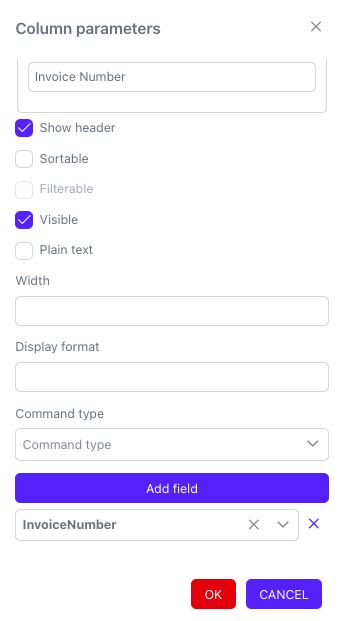 Column parameters
Invoice Number
Show header
Sortable
Filterable
Visible
Plain text
Width
Display format
Command type
Command type
Add field
InvoiceNumber
OK
CANCEL